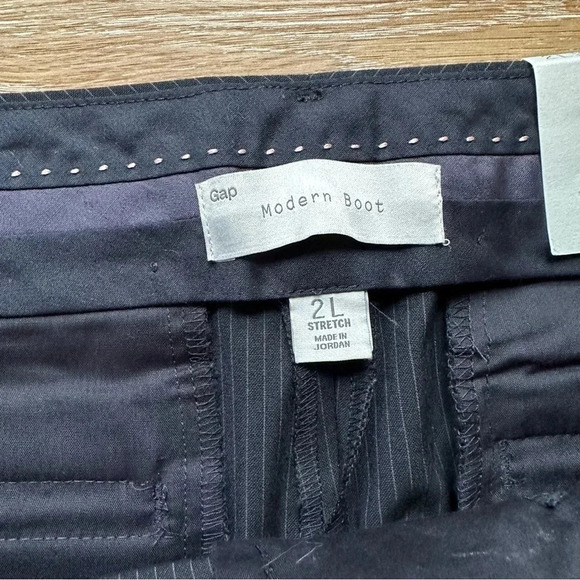 Gap
Modern Boot
2L
STRETCH
MADE IN
JORDAN